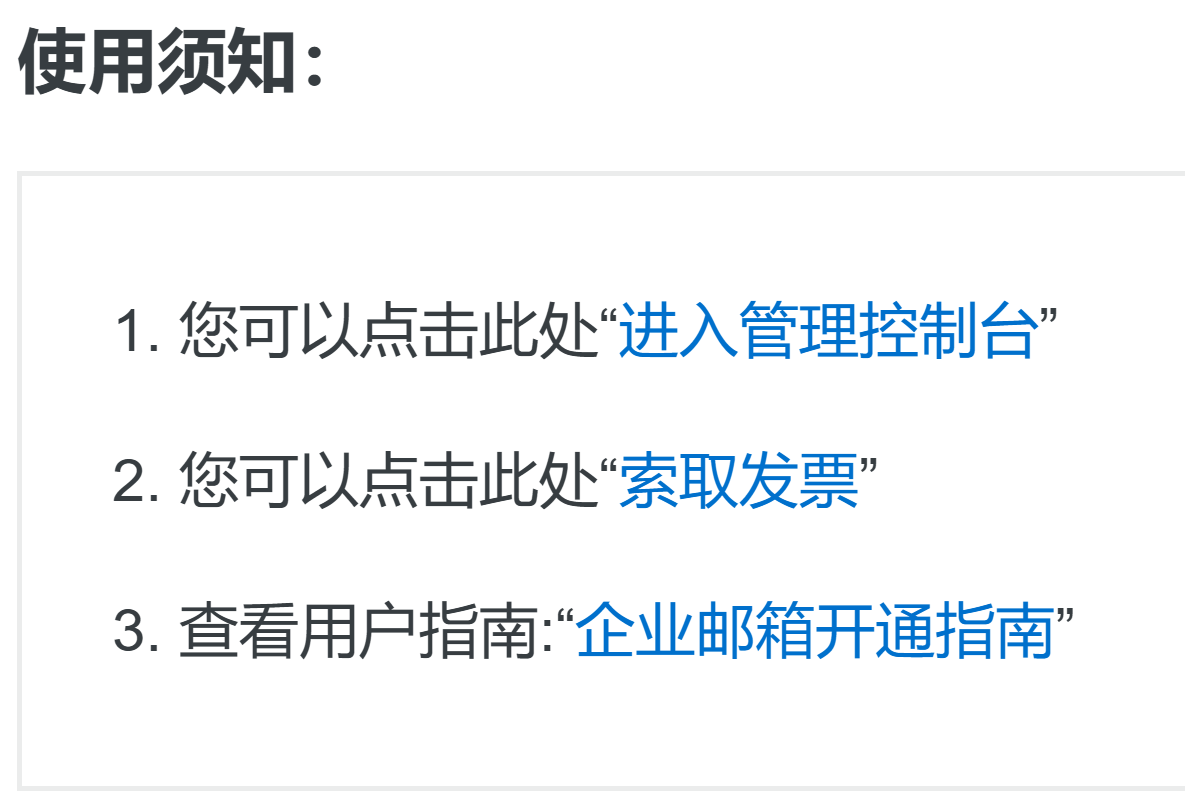 使用须知：
1. 您可以点击此处“进入管理控制台”
2. 您可以点击此处“索取发票”
3. 查看用户指南:“企业邮箱开通指南”